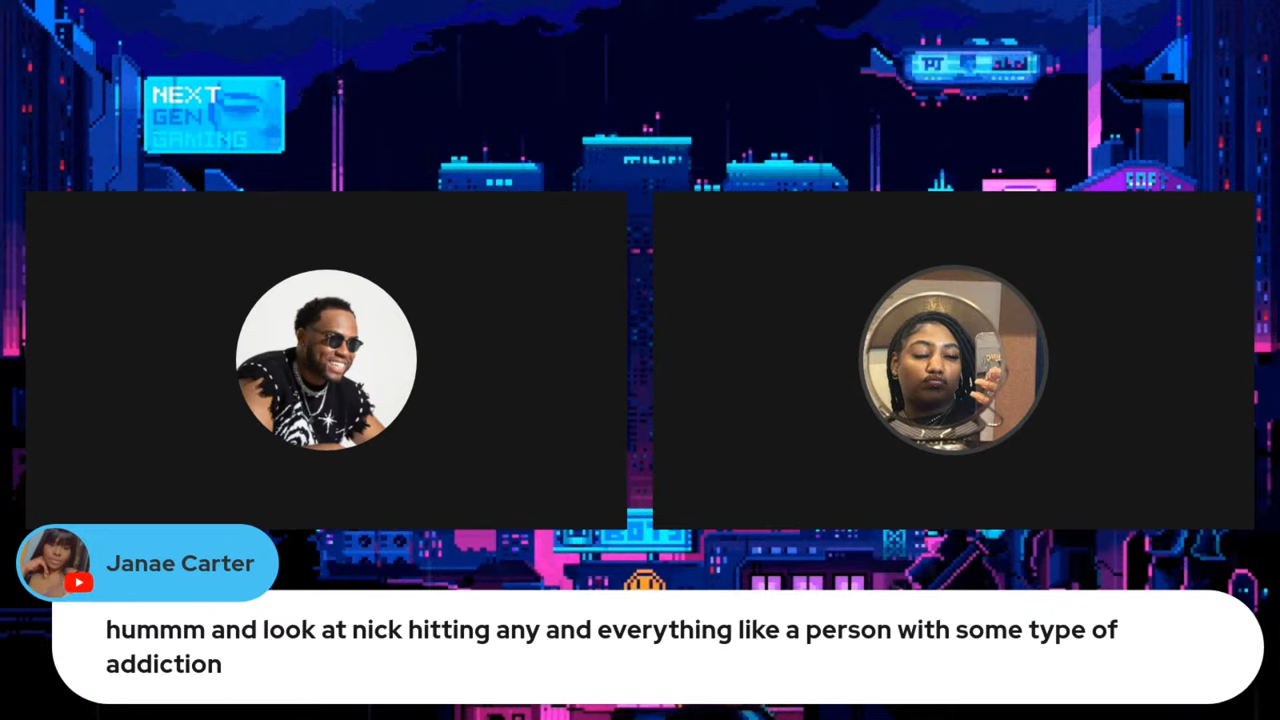 NEXT
GEN
GAMING
Janae Carter
hummm and look at nick hitting any and everything like a person with some type of
addiction